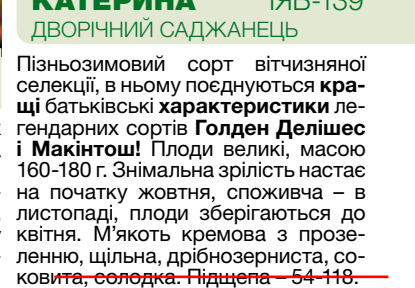 КАТЕРИНА ІЯБ-139
ДВОРІЧНИЙ САДЖАНЕЦЬ
Пізньозимовий сорт вітчизняної
селекції, в ньому поєднуються кра-
щі батьківські характеристики ле-
гендарних сортів Голден Делішес
і Макінтош! Плоди великі, масою
160-180 г. Знімальна зрілість настає
на початку жовтня, споживча – в
листопаді, плоди зберігаються до
квітня. М'якоть кремова з прозе-
ленню, щільна, дрібнозерниста, со-
ковита, солодка. Підщепа – 54-118.